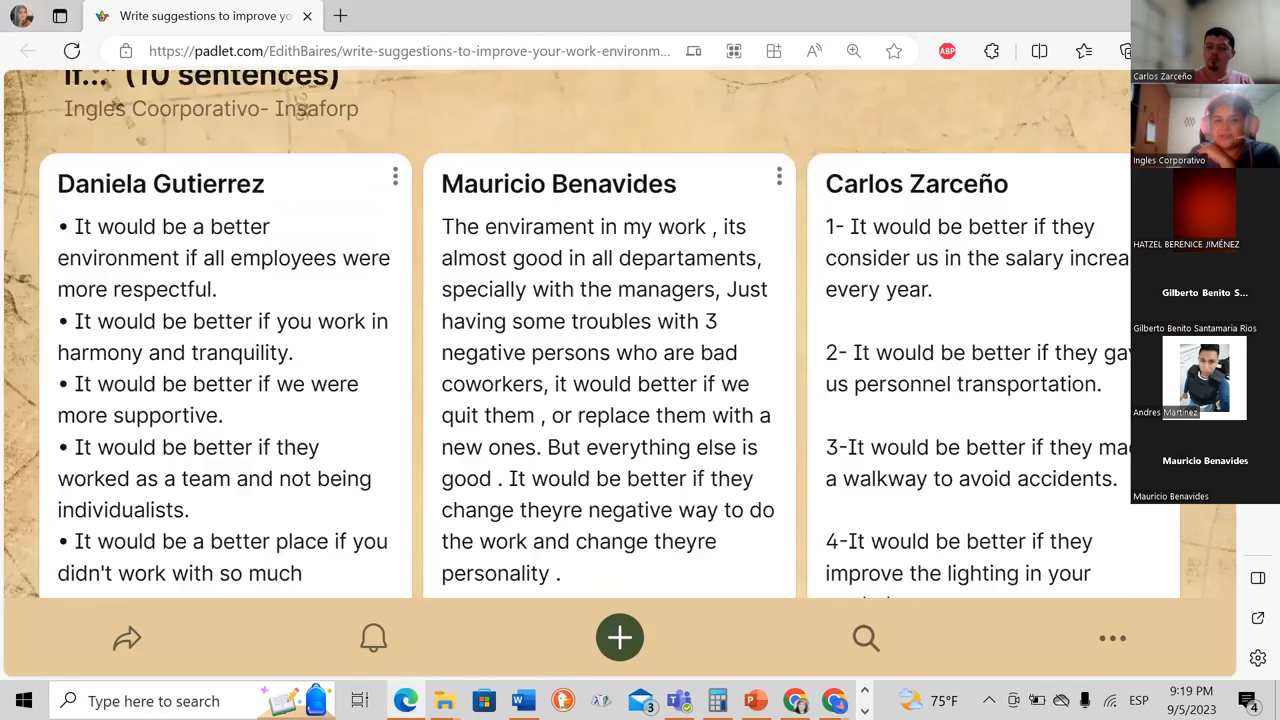 Write suggestions to improve yo
https://padlet.com/EdithBaires/write-suggestions-to-improve-your-work-environm...
ABP
if..." (10 sentences)
Ingles Coorporativo- Insaforp
Daniela Gutierrez
• It would be a better
environment if all employees were
more respectful.
• It would be better if you work in
harmony and tranquility.
• It would be better if we were
more supportive.
• It would be better if they
worked as a team and not being
individualists.
• It would be a better place if you
didn't work with so much
Mauricio Benavides
The envirament in my work , its
almost good in all departaments,
specially with the managers, Just
having some troubles with 3
negative persons who are bad
coworkers, it would better if we
quit them , or replace them with a
new ones. But everything else is
good . It would be better if they
change theyre negative way to do
the work and change theyre
personality .
Carlos Zarceño
1- It would be better if they
consider us in the salary increa
every year.
2- It would be better if they gav
us personnel transportation.
3-It would be better if they mad
a walkway to avoid accidents.
4-It would be better if they
improve the lighting in your
Carlos Zarceño
Ingles Corporativo
HATZEL BERENICE JIMÉNEZ
Gilberto Benito S...
Gilberto Benito Santamaria Rios
Andres Martinez
Mauricio Benavides
Mauricio Benavides
Type here to search
3
75°F
ESP
9:19 PM
9/5/2023
4